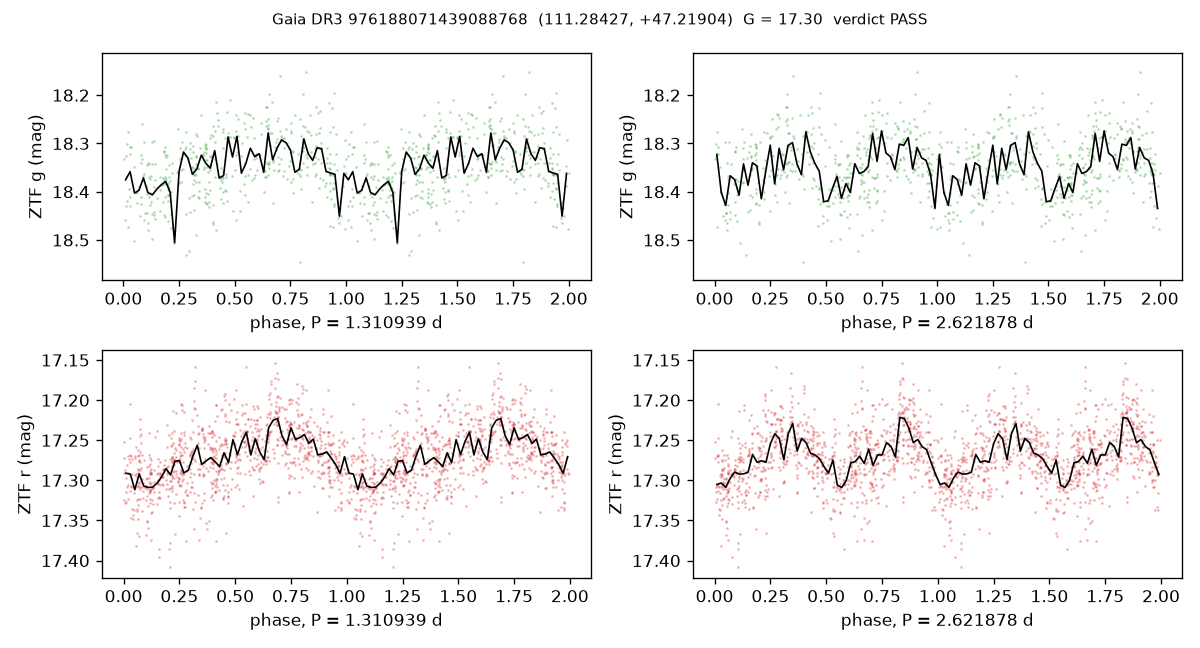 Gaia DR3 976188071439088768  (111.28427, +47.21904)  G = 17.30  verdict PASS
ZTF g (mag)
18.2
18.3
18.4
18.5
0.00 0.25 0.50 0.75 1.00 1.25 1.50 1.75 2.00
phase, P = 1.310939 d
ZTF g (mag)
18.2
18.3
18.4
18.5
0.00 0.25 0.50 0.75 1.00 1.25 1.50 1.75 2.00
phase, P = 2.621878 d
ZTF r (mag)
17.15
17.20
17.25
17.30
17.35
17.40
0.00 0.25 0.50 0.75 1.00 1.25 1.50 1.75 2.00
phase, P = 1.310939 d
ZTF r (mag)
17.15
17.20
17.25
17.30
17.35
17.40
0.00 0.25 0.50 0.75 1.00 1.25 1.50 1.75 2.00
phase, P = 2.621878 d